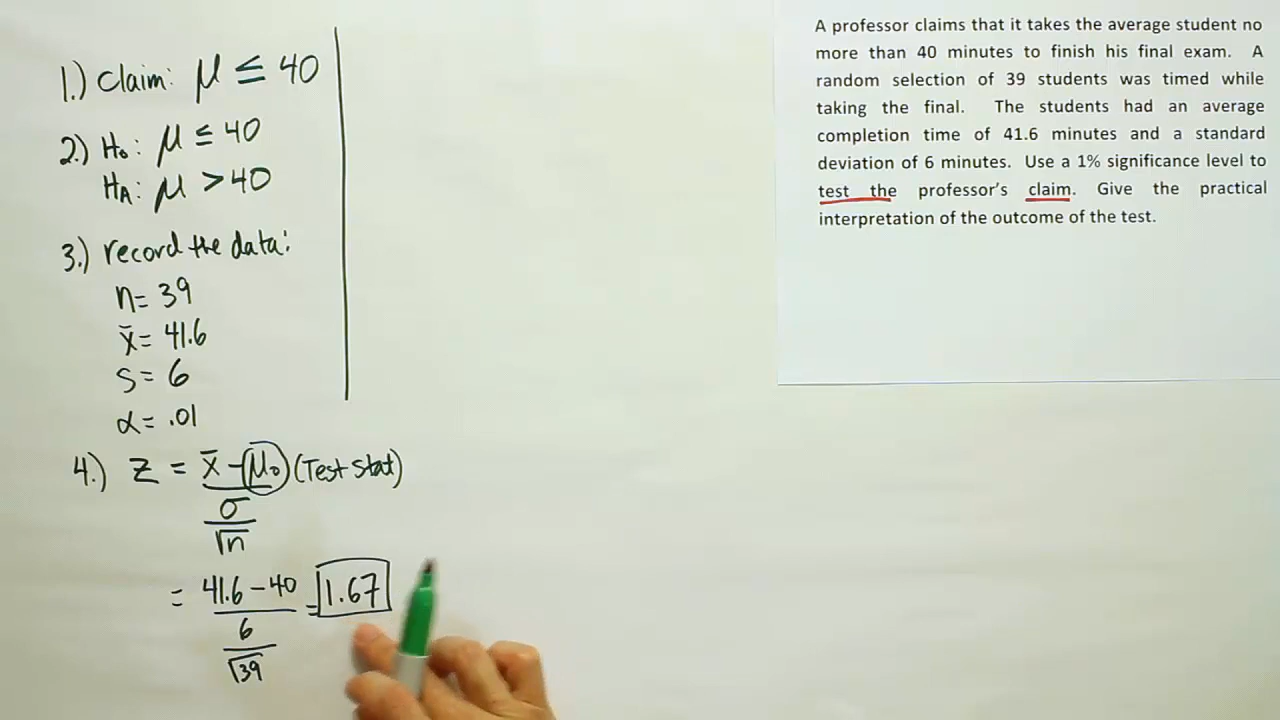 1.) Claim: μ ≤ 40
2.) H₀: μ ≤ 40
H_A: μ > 40
3.) record the data:
n = 39
x̄ = 41.6
s = 6
α = .01
4.) Z = x̄ - μ₀ (Test Stat)
σ
√n
= 41.6 - 40 = 1.67
6
√39
A professor claims that it takes the average student no
more than 40 minutes to finish his final exam. A
random selection of 39 students was timed while
taking the final. The students had an average
completion time of 41.6 minutes and a standard
deviation of 6 minutes. Use a 1% significance level to
test the professor's claim. Give the practical
interpretation of the outcome of the test.